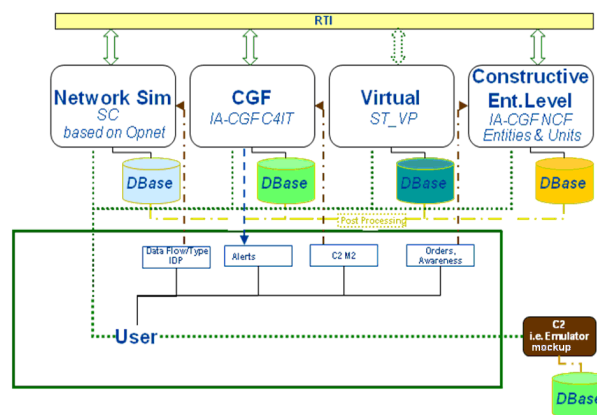 RTI
Network Sim
SC
based on Opnet
CGF
IA-CGF C4IT
Virtual
ST_VP
Constructive
Ent.Level
IA-CGF NCF
Entities & Units
DBase
DBase
DBase
DBase
Post Processing
Data Flow/Type
IDP
Alerts
C2 M2
Orders,
Awareness
User
C2
i.e. Emulator
mockup
DBase